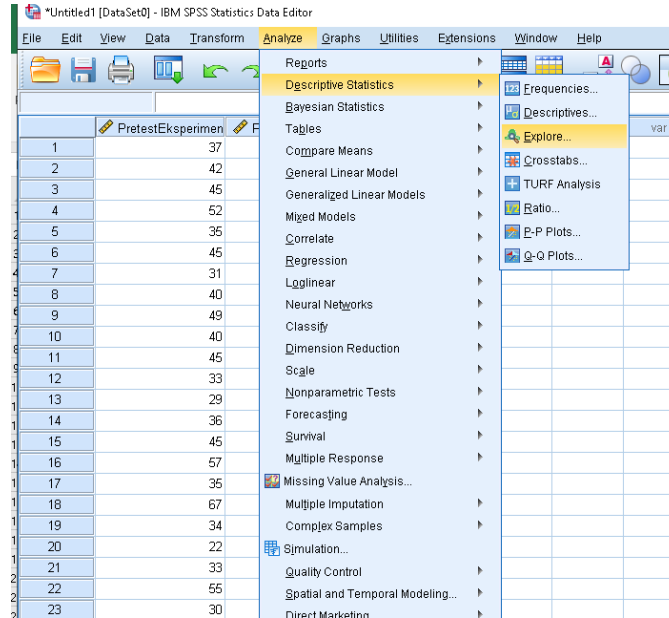 *Untitled1 [DataSet0] - IBM SPSS Statistics Data Editor
File Edit View Data Transform Analyze Graphs Utilities Extensions Window Help
Reports
Descriptive Statistics
Bayesian Statistics
Tables
Compare Means
General Linear Model
Generalized Linear Models
Mixed Models
Correlate
Regression
Loglinear
Neural Networks
Classify
Dimension Reduction
Scale
Nonparametric Tests
Forecasting
Survival
Multiple Response
Missing Value Analysis...
Multiple Imputation
Complex Samples
Simulation...
Quality Control
Spatial and Temporal Modeling...
Direct Marketing
123 Frequencies...
Descriptives...
Explore...
Crosstabs...
TURF Analysis
1/2 Ratio...
P-P Plots...
Q-Q Plots...
PretestEksperimen
var
1 37
2 42
3 45
4 52
5 35
6 45
7 31
8 40
9 49
10 40
11 45
12 33
13 29
14 36
15 45
16 57
17 35
18 67
19 34
20 22
21 33
22 55
23 30